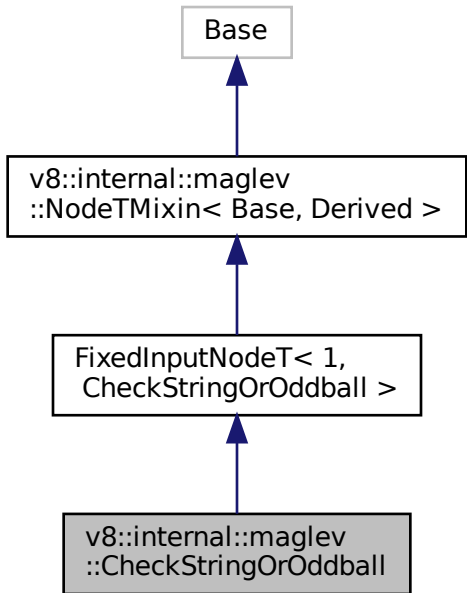 Base
v8::internal::maglev
::NodeTMixin< Base, Derived >
FixedInputNodeT< 1,
CheckStringOrOddball >
v8::internal::maglev
::CheckStringOrOddball